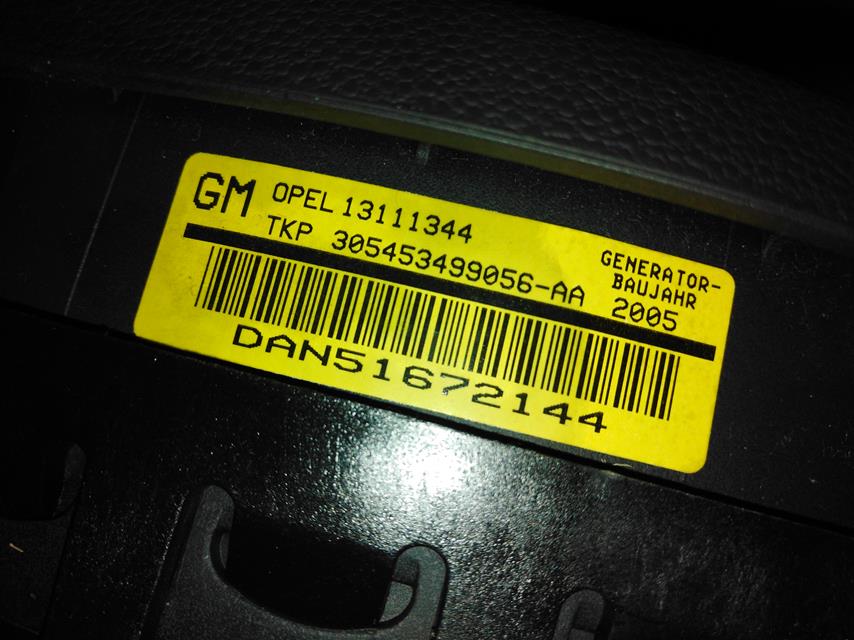 GM OPEL 13111344
TKP 305453499056-AA
GENERATOR-
BAUJAHR
2005
DAN51672144